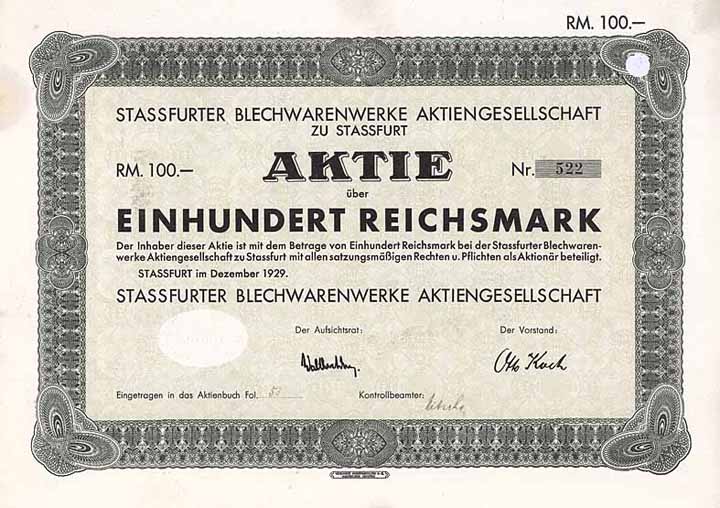 RM. 100.—
STASSFURTER BLECHWARENWERKE AKTIENGESELLSCHAFT
ZU STASSFURT
RM. 100.— AKTIE Nr. 522
über
EINHUNDERT REICHSMARK
Der Inhaber dieser Aktie ist mit dem Betrage von Einhundert Reichsmark bei der Stassfurter Blechwaren-
werke Aktiengesellschaft zu Stassfurt mit allen satzungsmäßigen Rechten u. Pflichten als Aktionär beteiligt.
STASSFURT im Dezember 1929.
STASSFURTER BLECHWARENWERKE AKTIENGESELLSCHAFT
Der Aufsichtsrat: Der Vorstand:
Otto Koch
Eingetragen in das Aktienbuch Fol. Kontrollbeamter: